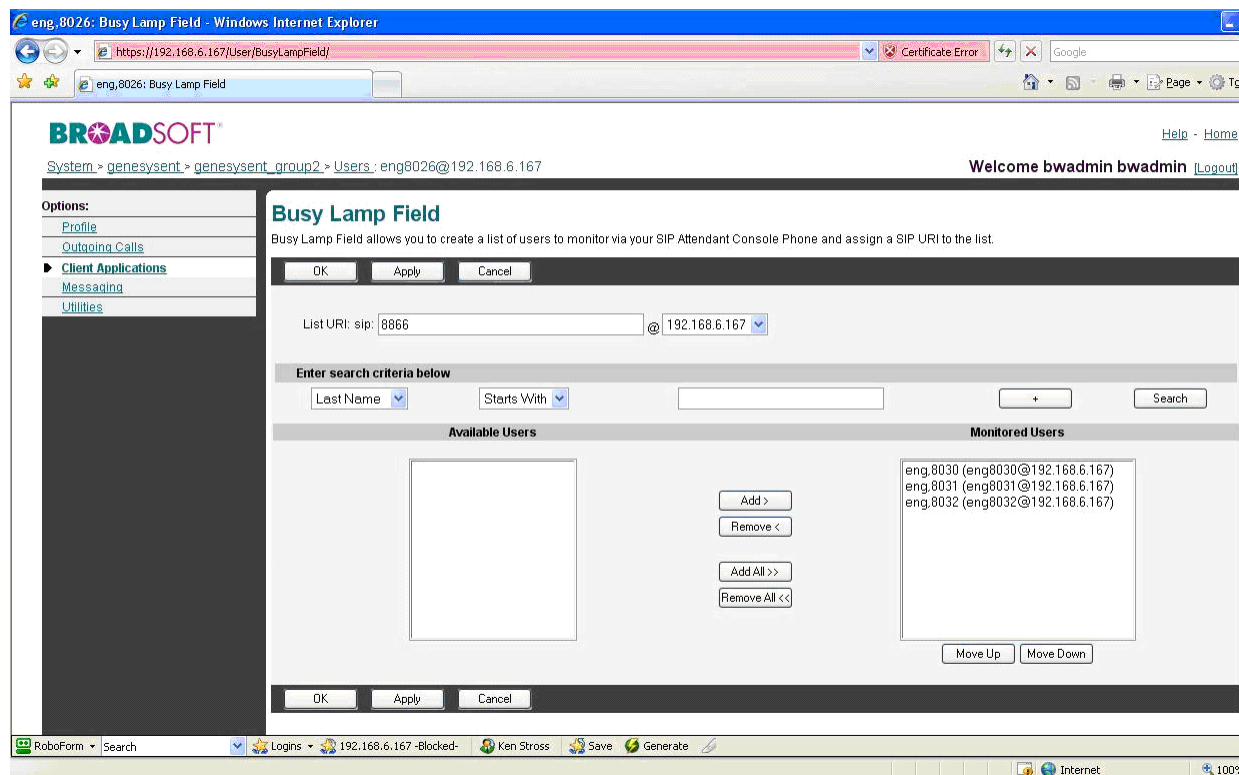 eng,8026: Busy Lamp Field - Windows Internet Explorer
https://192.168.6.167/User/BusyLampField/
Certificate Error
Google
eng,8026: Busy Lamp Field
Page
BROADSOFT
Help - Home
System > genesysent > genesysent_group2 > Users : eng8026@192.168.6.167
Welcome bwadmin bwadmin [Logout]
Options:
Profile
Outgoing Calls
Client Applications
Messaging
Utilities
Busy Lamp Field
Busy Lamp Field allows you to create a list of users to monitor via your SIP Attendant Console Phone and assign a SIP URI to the list.
OK Apply Cancel
List URI: sip: 8866 @ 192.168.6.167
Enter search criteria below
Last Name Starts With + Search
Available Users Monitored Users
eng,8030 (eng8030@192.168.6.167)
eng,8031 (eng8031@192.168.6.167)
eng,8032 (eng8032@192.168.6.167)
Add >
Remove <
Add All >>
Remove All <<
Move Up Move Down
OK Apply Cancel
RoboForm Search Logins 192.168.6.167 -Blocked- Ken Stross Save Generate
Internet 100%